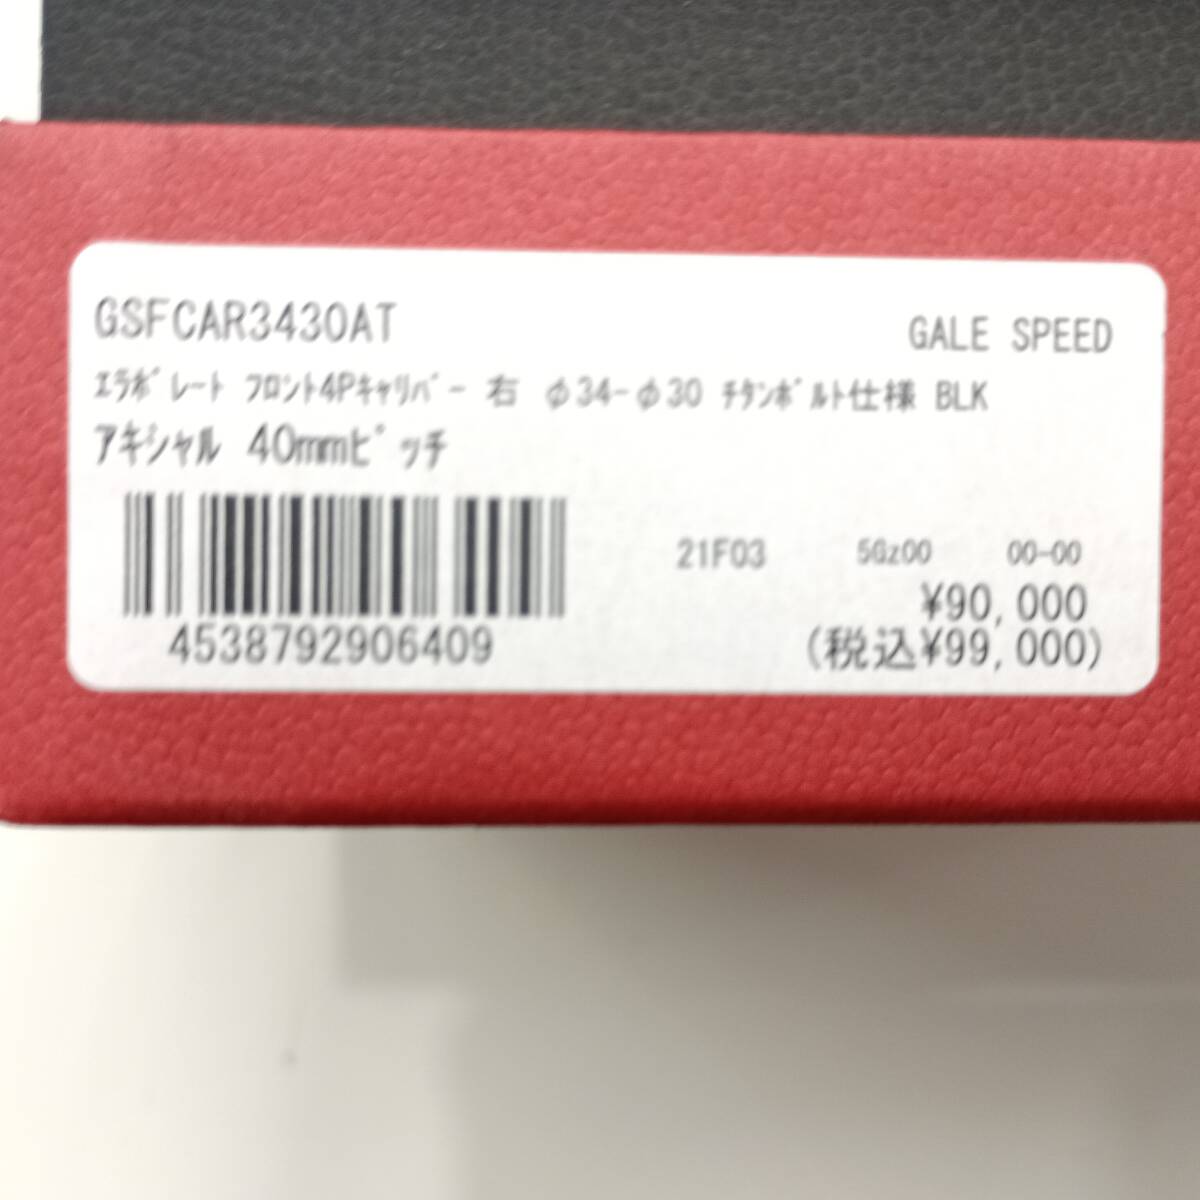 GSFCAR3430AT GALE SPEED
ｴﾗﾎﾞﾚｰﾄ ﾌﾛﾝﾄ4Pｷｬﾘﾊﾟｰ 右 φ34-φ30 ﾁﾀﾝﾎﾞﾙﾄ仕様 BLK
ｱｷｼｬﾙ 40mmﾋﾟｯﾁ
21F03 5Gz00 00-00
¥90,000
4538792906409 (税込¥99,000)